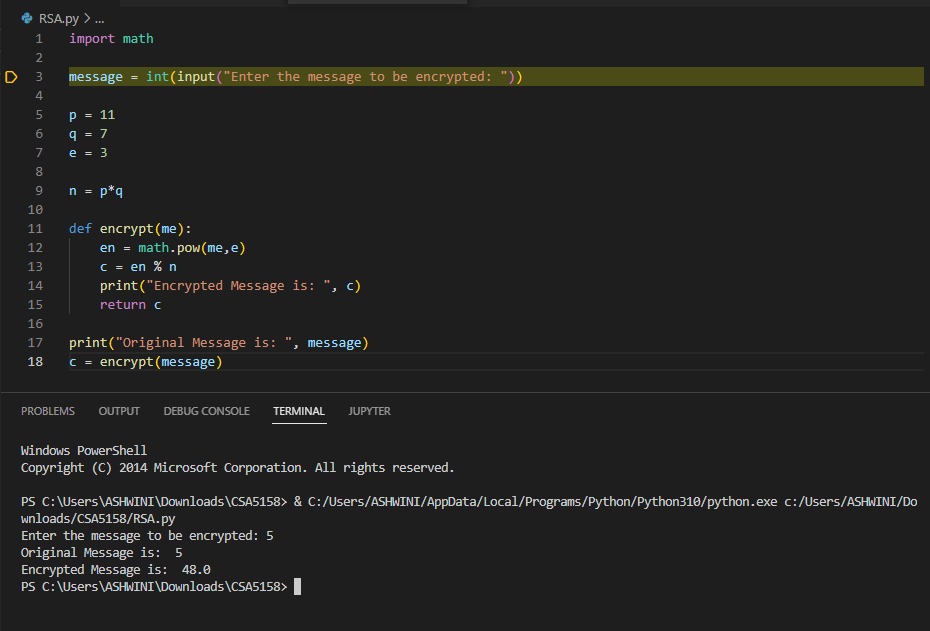 RSA.py > ...
1 import math
2
3 message = int(input("Enter the message to be encrypted: "))
4
5 p = 11
6 q = 7
7 e = 3
8
9 n = p*q
10
11 def encrypt(me):
12     en = math.pow(me,e)
13     c = en % n
14     print("Encrypted Message is: ", c)
15     return c
16
17 print("Original Message is: ", message)
18 c = encrypt(message)
PROBLEMS OUTPUT DEBUG CONSOLE TERMINAL JUPYTER
Windows PowerShell
Copyright (C) 2014 Microsoft Corporation. All rights reserved.
PS C:\Users\ASHWINI\Downloads\CSA5158> & C:/Users/ASHWINI/AppData/Local/Programs/Python/Python310/python.exe c:/Users/ASHWINI/Do
wnloads/CSA5158/RSA.py
Enter the message to be encrypted: 5
Original Message is:  5
Encrypted Message is:  48.0
PS C:\Users\ASHWINI\Downloads\CSA5158>